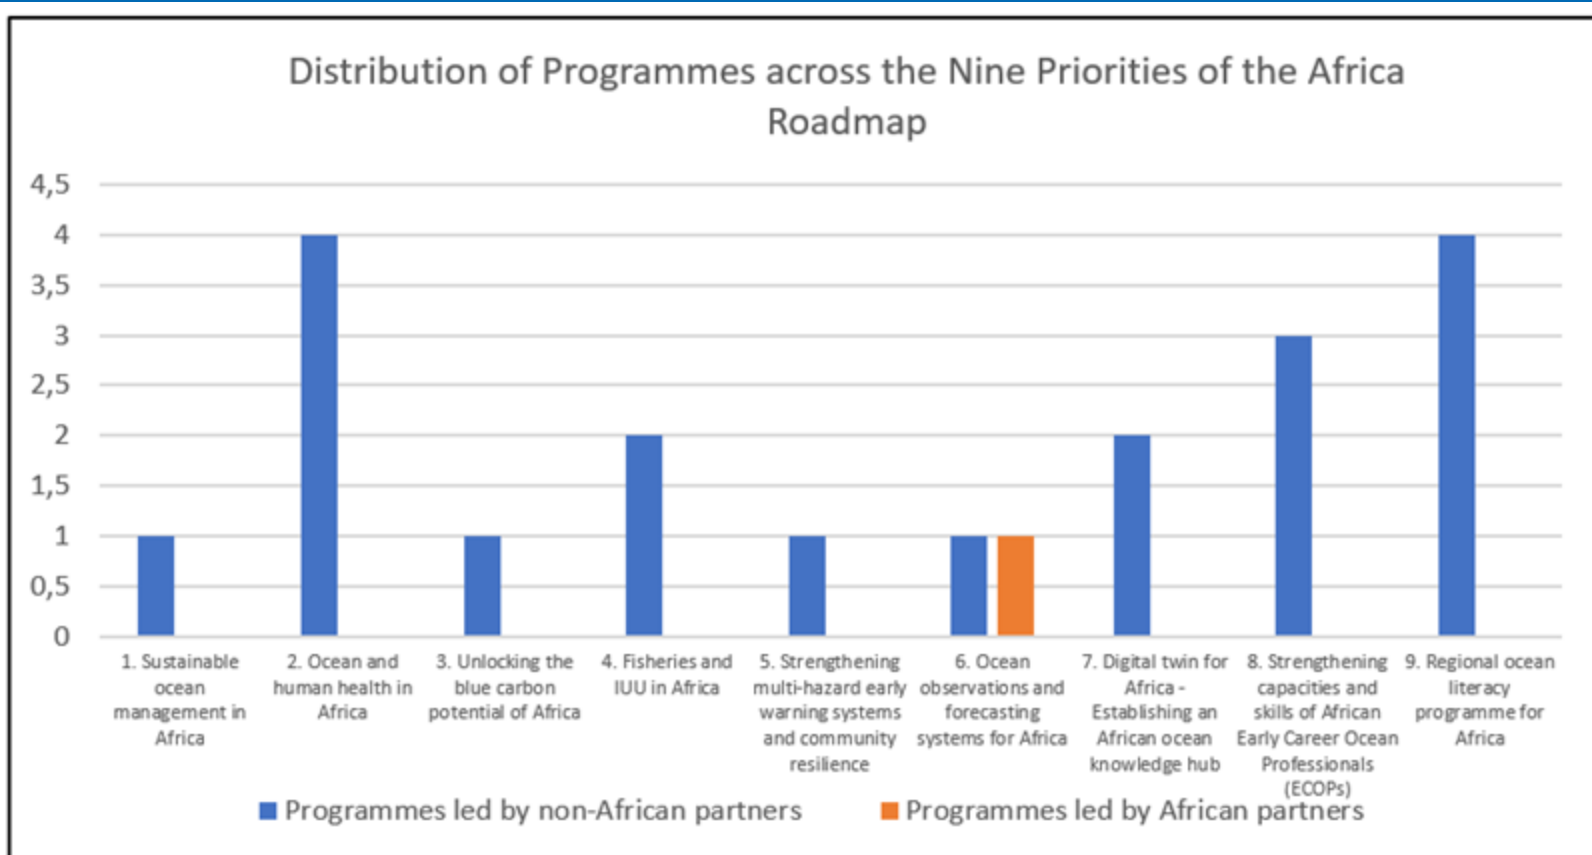 Distribution of Programmes across the Nine Priorities of the Africa
Roadmap
4,5
4
3,5
3
2,5
2
1,5
1
0,5
0
1. Sustainable
ocean
management in
Africa
2. Ocean and
human health in
Africa
3. Unlocking the
blue carbon
potential of Africa
4. Fisheries and
IUU in Africa
5. Strengthening
multi-hazard early
warning systems
and community
resilience
6. Ocean
observations and
forecasting
systems for Africa
7. Digital twin for
Africa -
Establishing an
African ocean
knowledge hub
8. Strengthening
capacities and
skills of African
Early Career Ocean
Professionals
(ECOPs)
9. Regional ocean
literacy
programme for
Africa
Programmes led by non-African partners
Programmes led by African partners